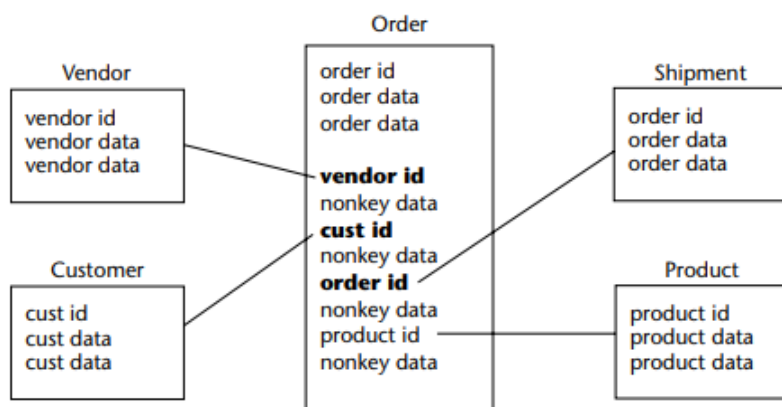 Order
order id
order data
order data
vendor id
nonkey data
cust id
nonkey data
order id
nonkey data
product id
nonkey data
Vendor
vendor id
vendor data
vendor data
Customer
cust id
cust data
cust data
Shipment
order id
order data
order data
Product
product id
product data
product data